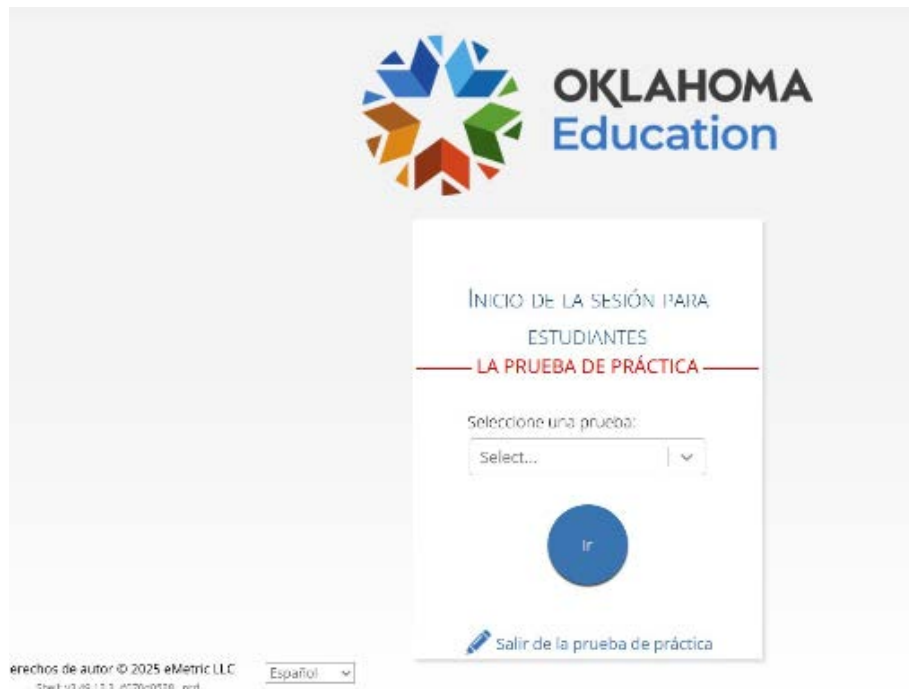 OKLAHOMA
Education
INICIO DE LA SESIÓN PARA
ESTUDIANTES
LA PRUEBA DE PRÁCTICA
Seleccione una prueba:
Select...
Ir
Salir de la prueba de práctica
erechos de autor © 2025 eMetric LLC
Español